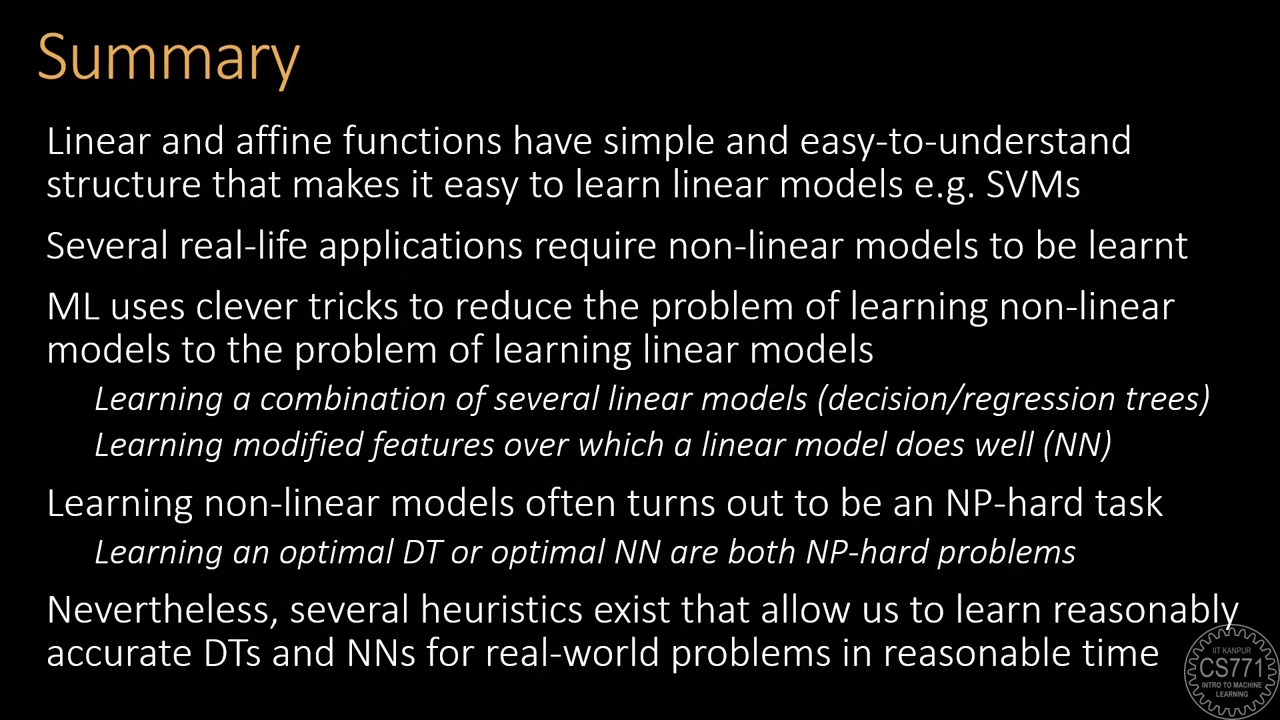 Summary
Linear and affine functions have simple and easy-to-understand
structure that makes it easy to learn linear models e.g. SVMs
Several real-life applications require non-linear models to be learnt
ML uses clever tricks to reduce the problem of learning non-linear
models to the problem of learning linear models
Learning a combination of several linear models (decision/regression trees)
Learning modified features over which a linear model does well (NN)
Learning non-linear models often turns out to be an NP-hard task
Learning an optimal DT or optimal NN are both NP-hard problems
Nevertheless, several heuristics exist that allow us to learn reasonably
accurate DTs and NNs for real-world problems in reasonable time
IIT KANPUR
CS771
INTRO TO MACHINE
LEARNING